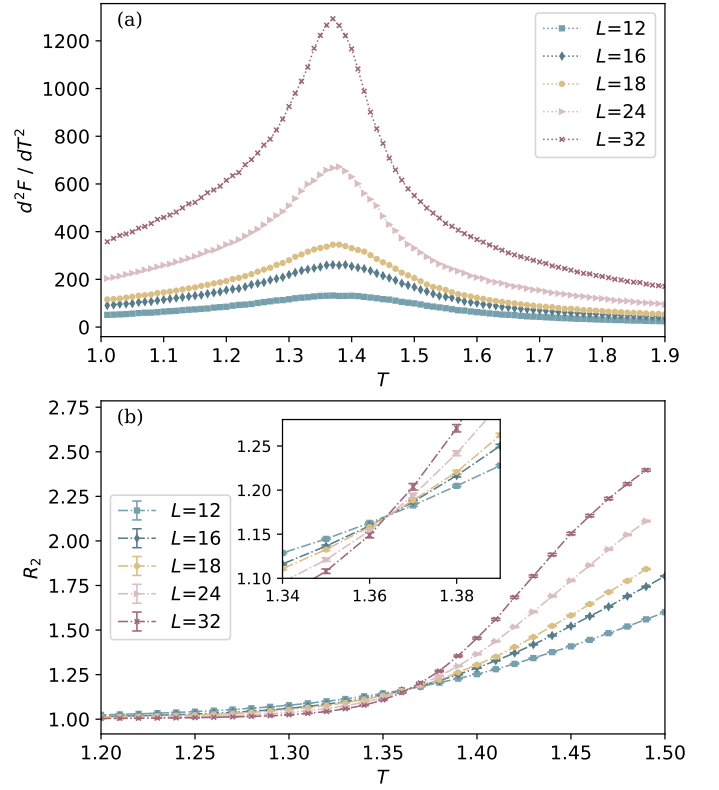 (a)
L=12
L=16
L=18
L=24
L=32
d²F / dT²
0
200
400
600
800
1000
1200
1.0 1.1 1.2 1.3 1.4 1.5 1.6 1.7 1.8 1.9
T
(b)
L=12
L=16
L=18
L=24
L=32
R₂
2.75
2.50
2.25
2.00
1.75
1.50
1.25
1.00
1.25
1.20
1.15
1.10
1.34 1.36 1.38
1.20 1.25 1.30 1.35 1.40 1.45 1.50
T